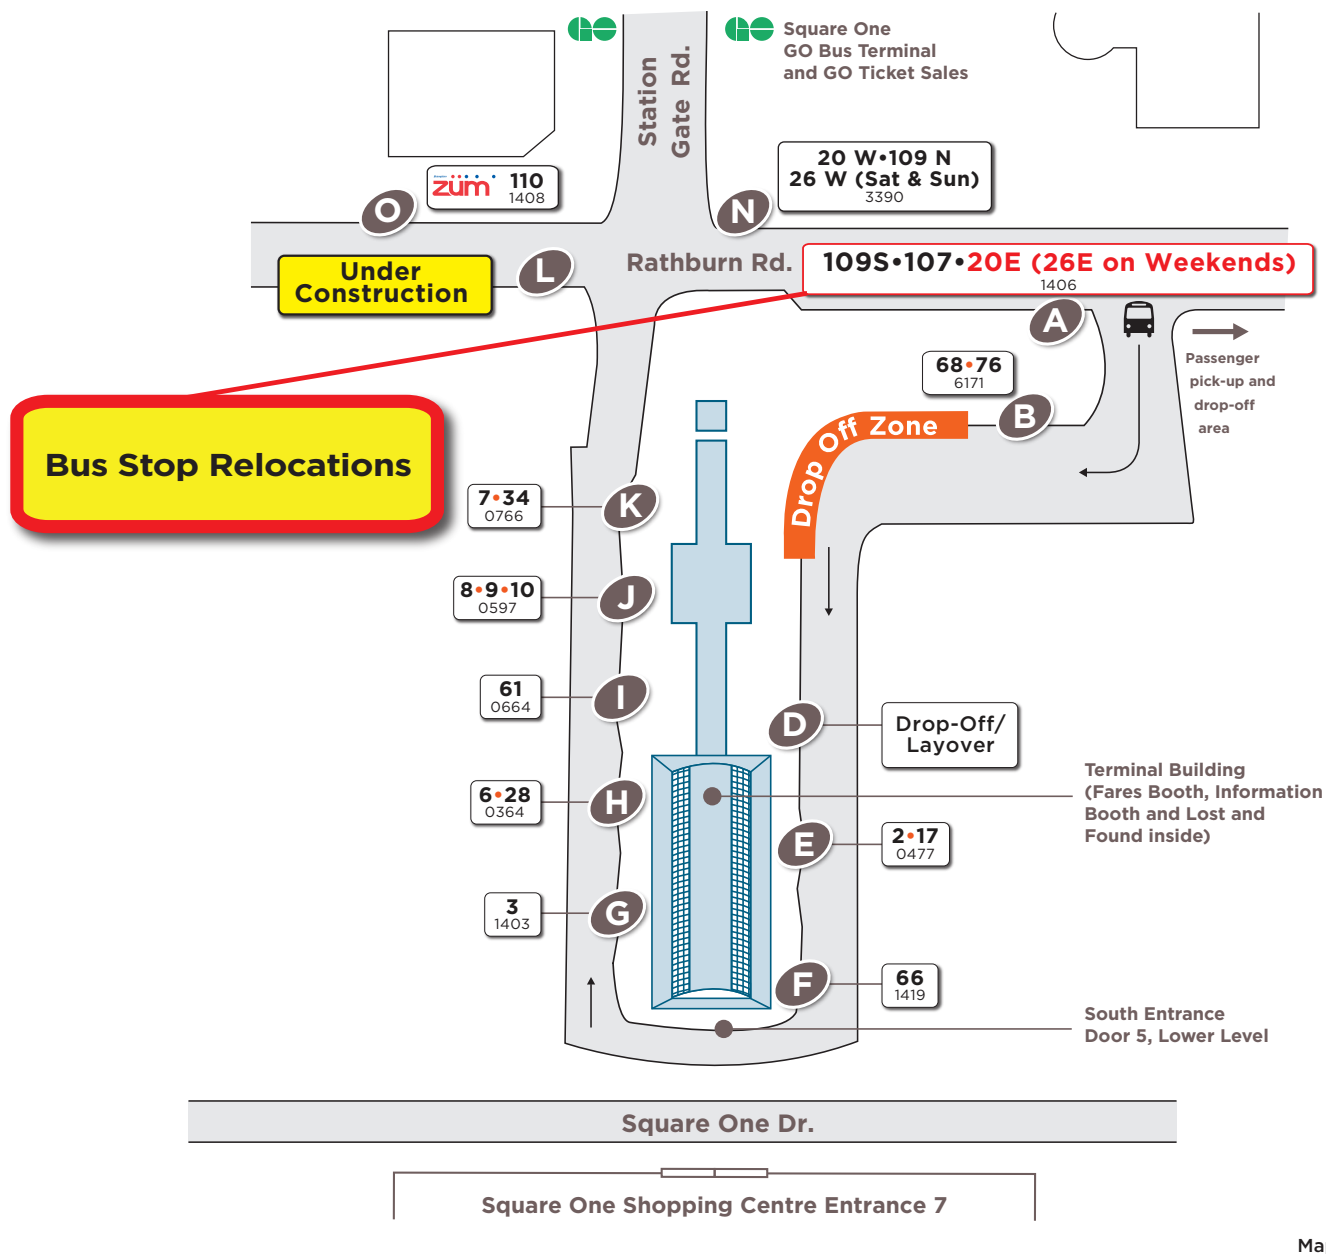 GO
GO
Square One
GO Bus Terminal
and GO Ticket Sales
Station
Gate Rd.
züm 110
1408
20 W•109 N
26 W (Sat & Sun)
3390
O
N
L
Under
Construction
Rathburn Rd.
109S•107•20E (26E on Weekends)
1406
A
Passenger
pick-up and
drop-off
area
68•76
6171
B
Drop Off Zone
Bus Stop Relocations
7•34
0766
K
8•9•10
0597
J
61
0664
I
D
Drop-Off/
Layover
Terminal Building
(Fares Booth, Information
Booth and Lost and
Found inside)
6•28
0364
H
E
2•17
0477
3
1403
G
F
66
1419
South Entrance
Door 5, Lower Level
Square One Dr.
Square One Shopping Centre Entrance 7
Ma